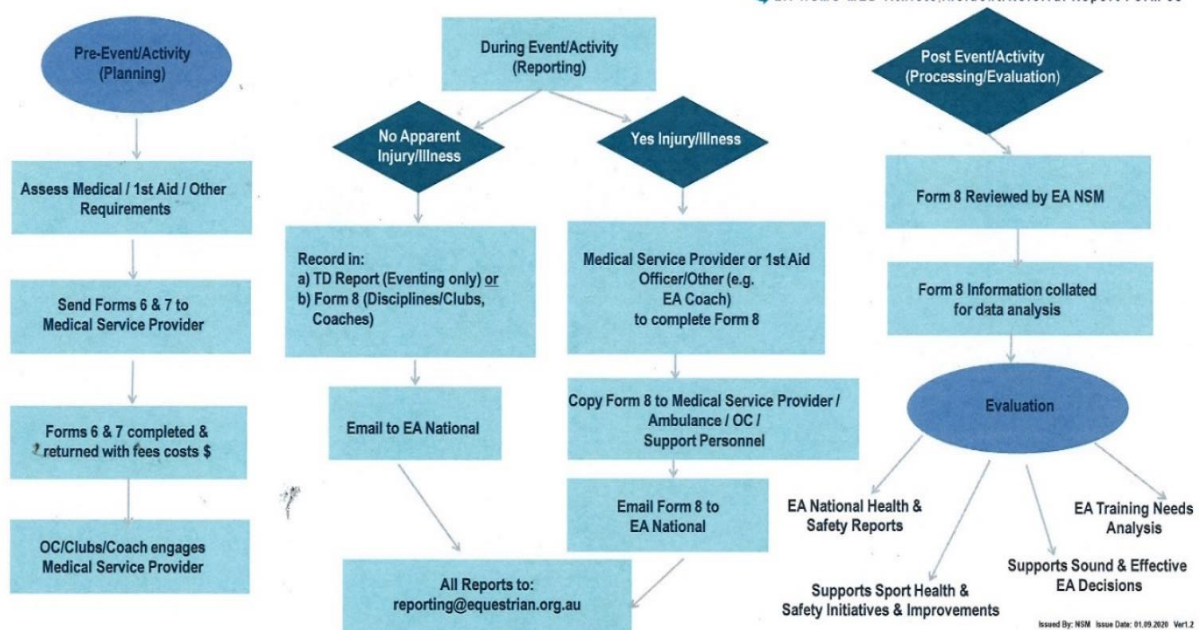 Pre-Event/Activity
(Planning)
Assess Medical / 1st Aid / Other
Requirements
Send Forms 6 & 7 to
Medical Service Provider
Forms 6 & 7 completed &
returned with fees costs $
OC/Clubs/Coach engages
Medical Service Provider
During Event/Activity
(Reporting)
No Apparent
Injury/Illness
Yes Injury/Illness
Record in:
a) TD Report (Eventing only) or
b) Form 8 (Disciplines/Clubs,
Coaches)
Email to EA National
Medical Service Provider or 1st Aid
Officer/Other (e.g.
EA Coach)
to complete Form 8
Copy Form 8 to Medical Service Provider /
Ambulance / OC /
Support Personnel
Email Form 8 to
EA National
All Reports to:
reporting@equestrian.org.au
Post Event/Activity
(Processing/Evaluation)
Form 8 Reviewed by EA NSM
Form 8 Information collated
for data analysis
Evaluation
EA National Health &
Safety Reports
EA Training Needs
Analysis
Supports Sport Health &
Safety Initiatives & Improvements
Supports Sound & Effective
EA Decisions
Issued By: NSM Issue Date: 01.09.2020 Ver1.2